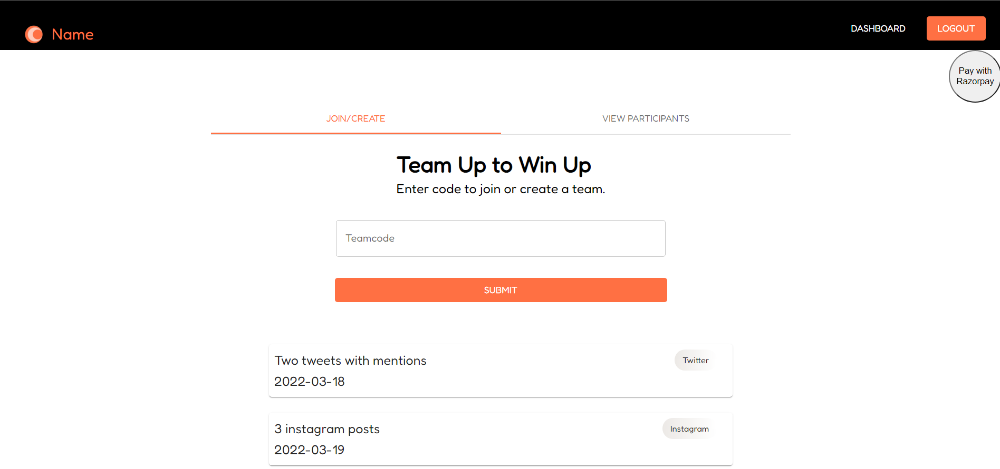 Name
DASHBOARD
LOGOUT
Pay with
Razorpay
JOIN/CREATE
VIEW PARTICIPANTS
Team Up to Win Up
Enter code to join or create a team.
Teamcode
SUBMIT
Two tweets with mentions
Twitter
2022-03-18
3 instagram posts
Instagram
2022-03-19